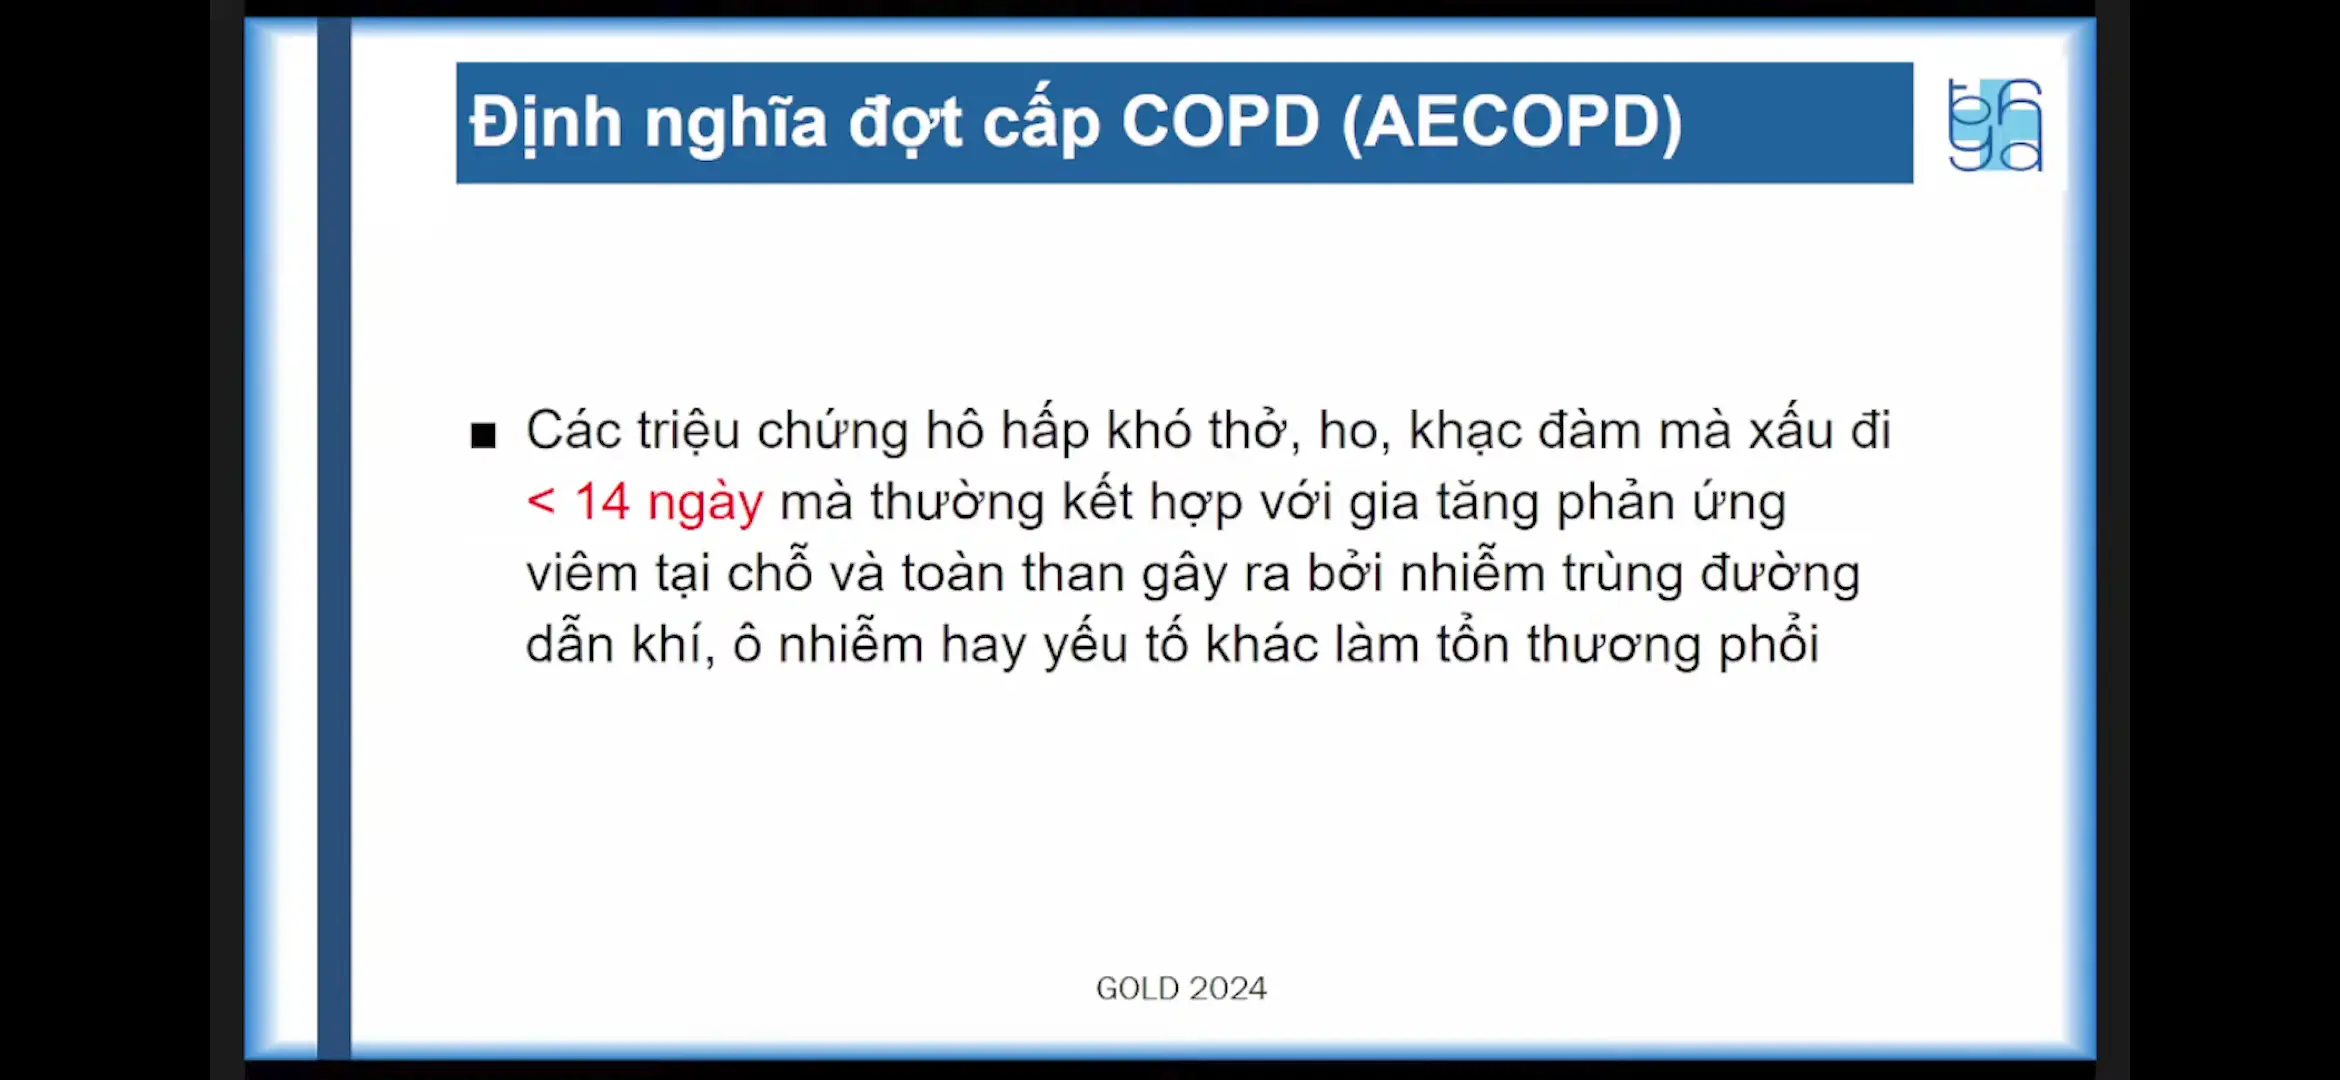 Định nghĩa đợt cấp COPD (AECOPD)
■ Các triệu chứng hô hấp khó thở, ho, khạc đàm mà xấu đi
< 14 ngày mà thường kết hợp với gia tăng phản ứng
viêm tại chỗ và toàn than gây ra bởi nhiễm trùng đường
dẫn khí, ô nhiễm hay yếu tố khác làm tổn thương phổi
GOLD 2024